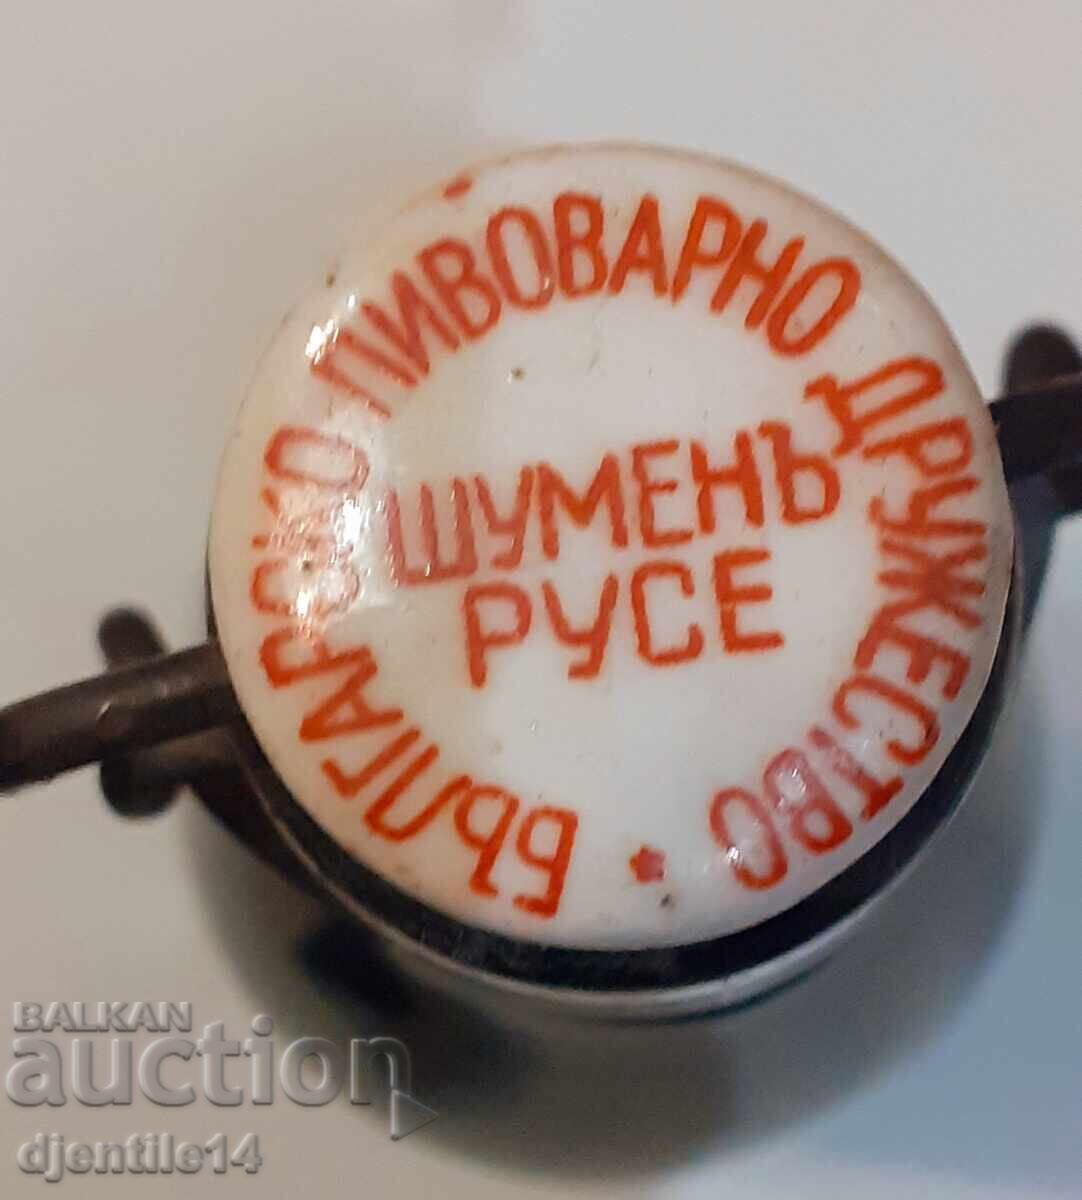 БЪЛГАРСКО ПИВОВАРНО ДРУЖЕСТВО
ШУМЕНЪ
РУСЕ
BALKAN
auction
djentile14